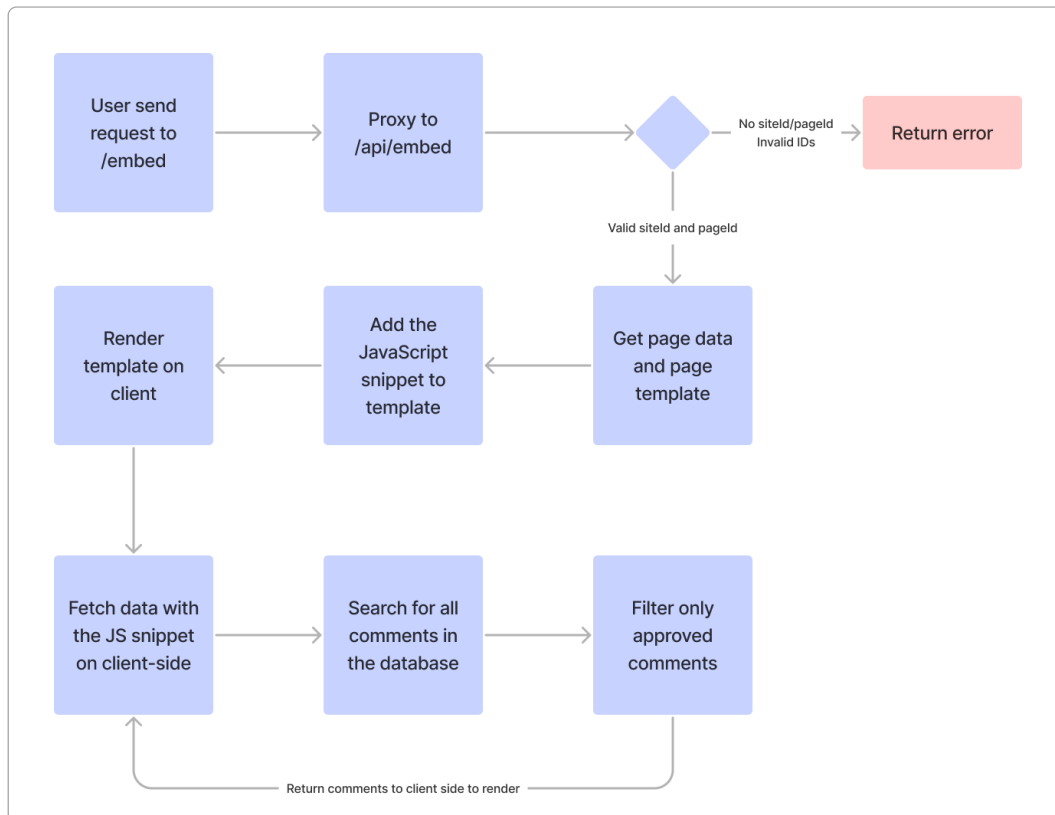 User send
request to
/embed
Proxy to
/api/embed
No siteId/pageId
Invalid IDs
Return error
Valid siteId and pageId
Render
template on
client
Add the
JavaScript
snippet to
template
Get page data
and page
template
Fetch data with
the JS snippet
on client-side
Search for all
comments in
the database
Filter only
approved
comments
Return comments to client side to render